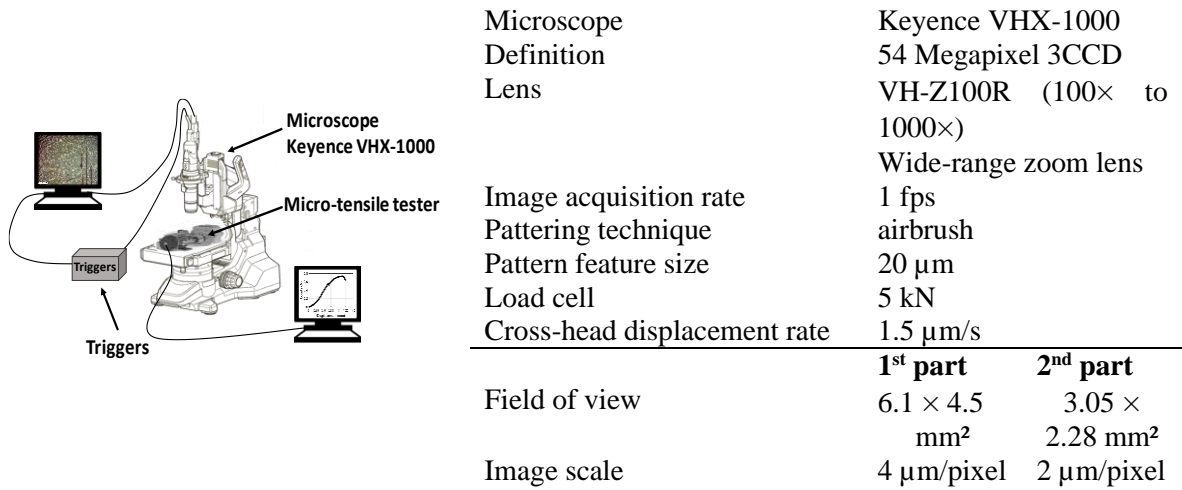 Microscope
Keyence VHX-1000
Micro-tensile tester
Triggers
Triggers
Microscope Keyence VHX-1000
Definition 54 Megapixel 3CCD
Lens VH-Z100R (100× to
1000×)
Wide-range zoom lens
Image acquisition rate 1 fps
Pattering technique airbrush
Pattern feature size 20 µm
Load cell 5 kN
Cross-head displacement rate 1.5 µm/s
1st part 2nd part
Field of view 6.1 × 4.5 3.05 ×
mm² 2.28 mm²
Image scale 4 µm/pixel 2 µm/pixel